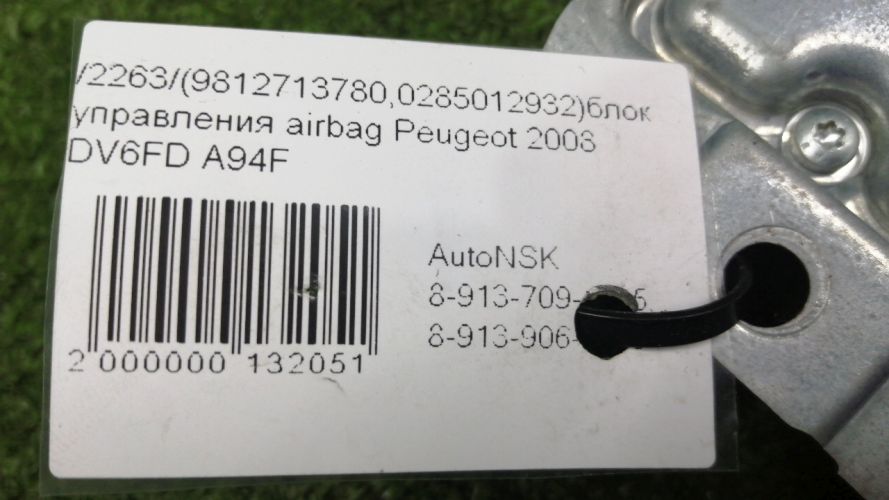 /2263/(9812713780,0285012932)блок
управления airbag Peugeot 2008
DV6FD A94F
AutoNSK
8-913-709-
8-913-906-
2 000000 132051